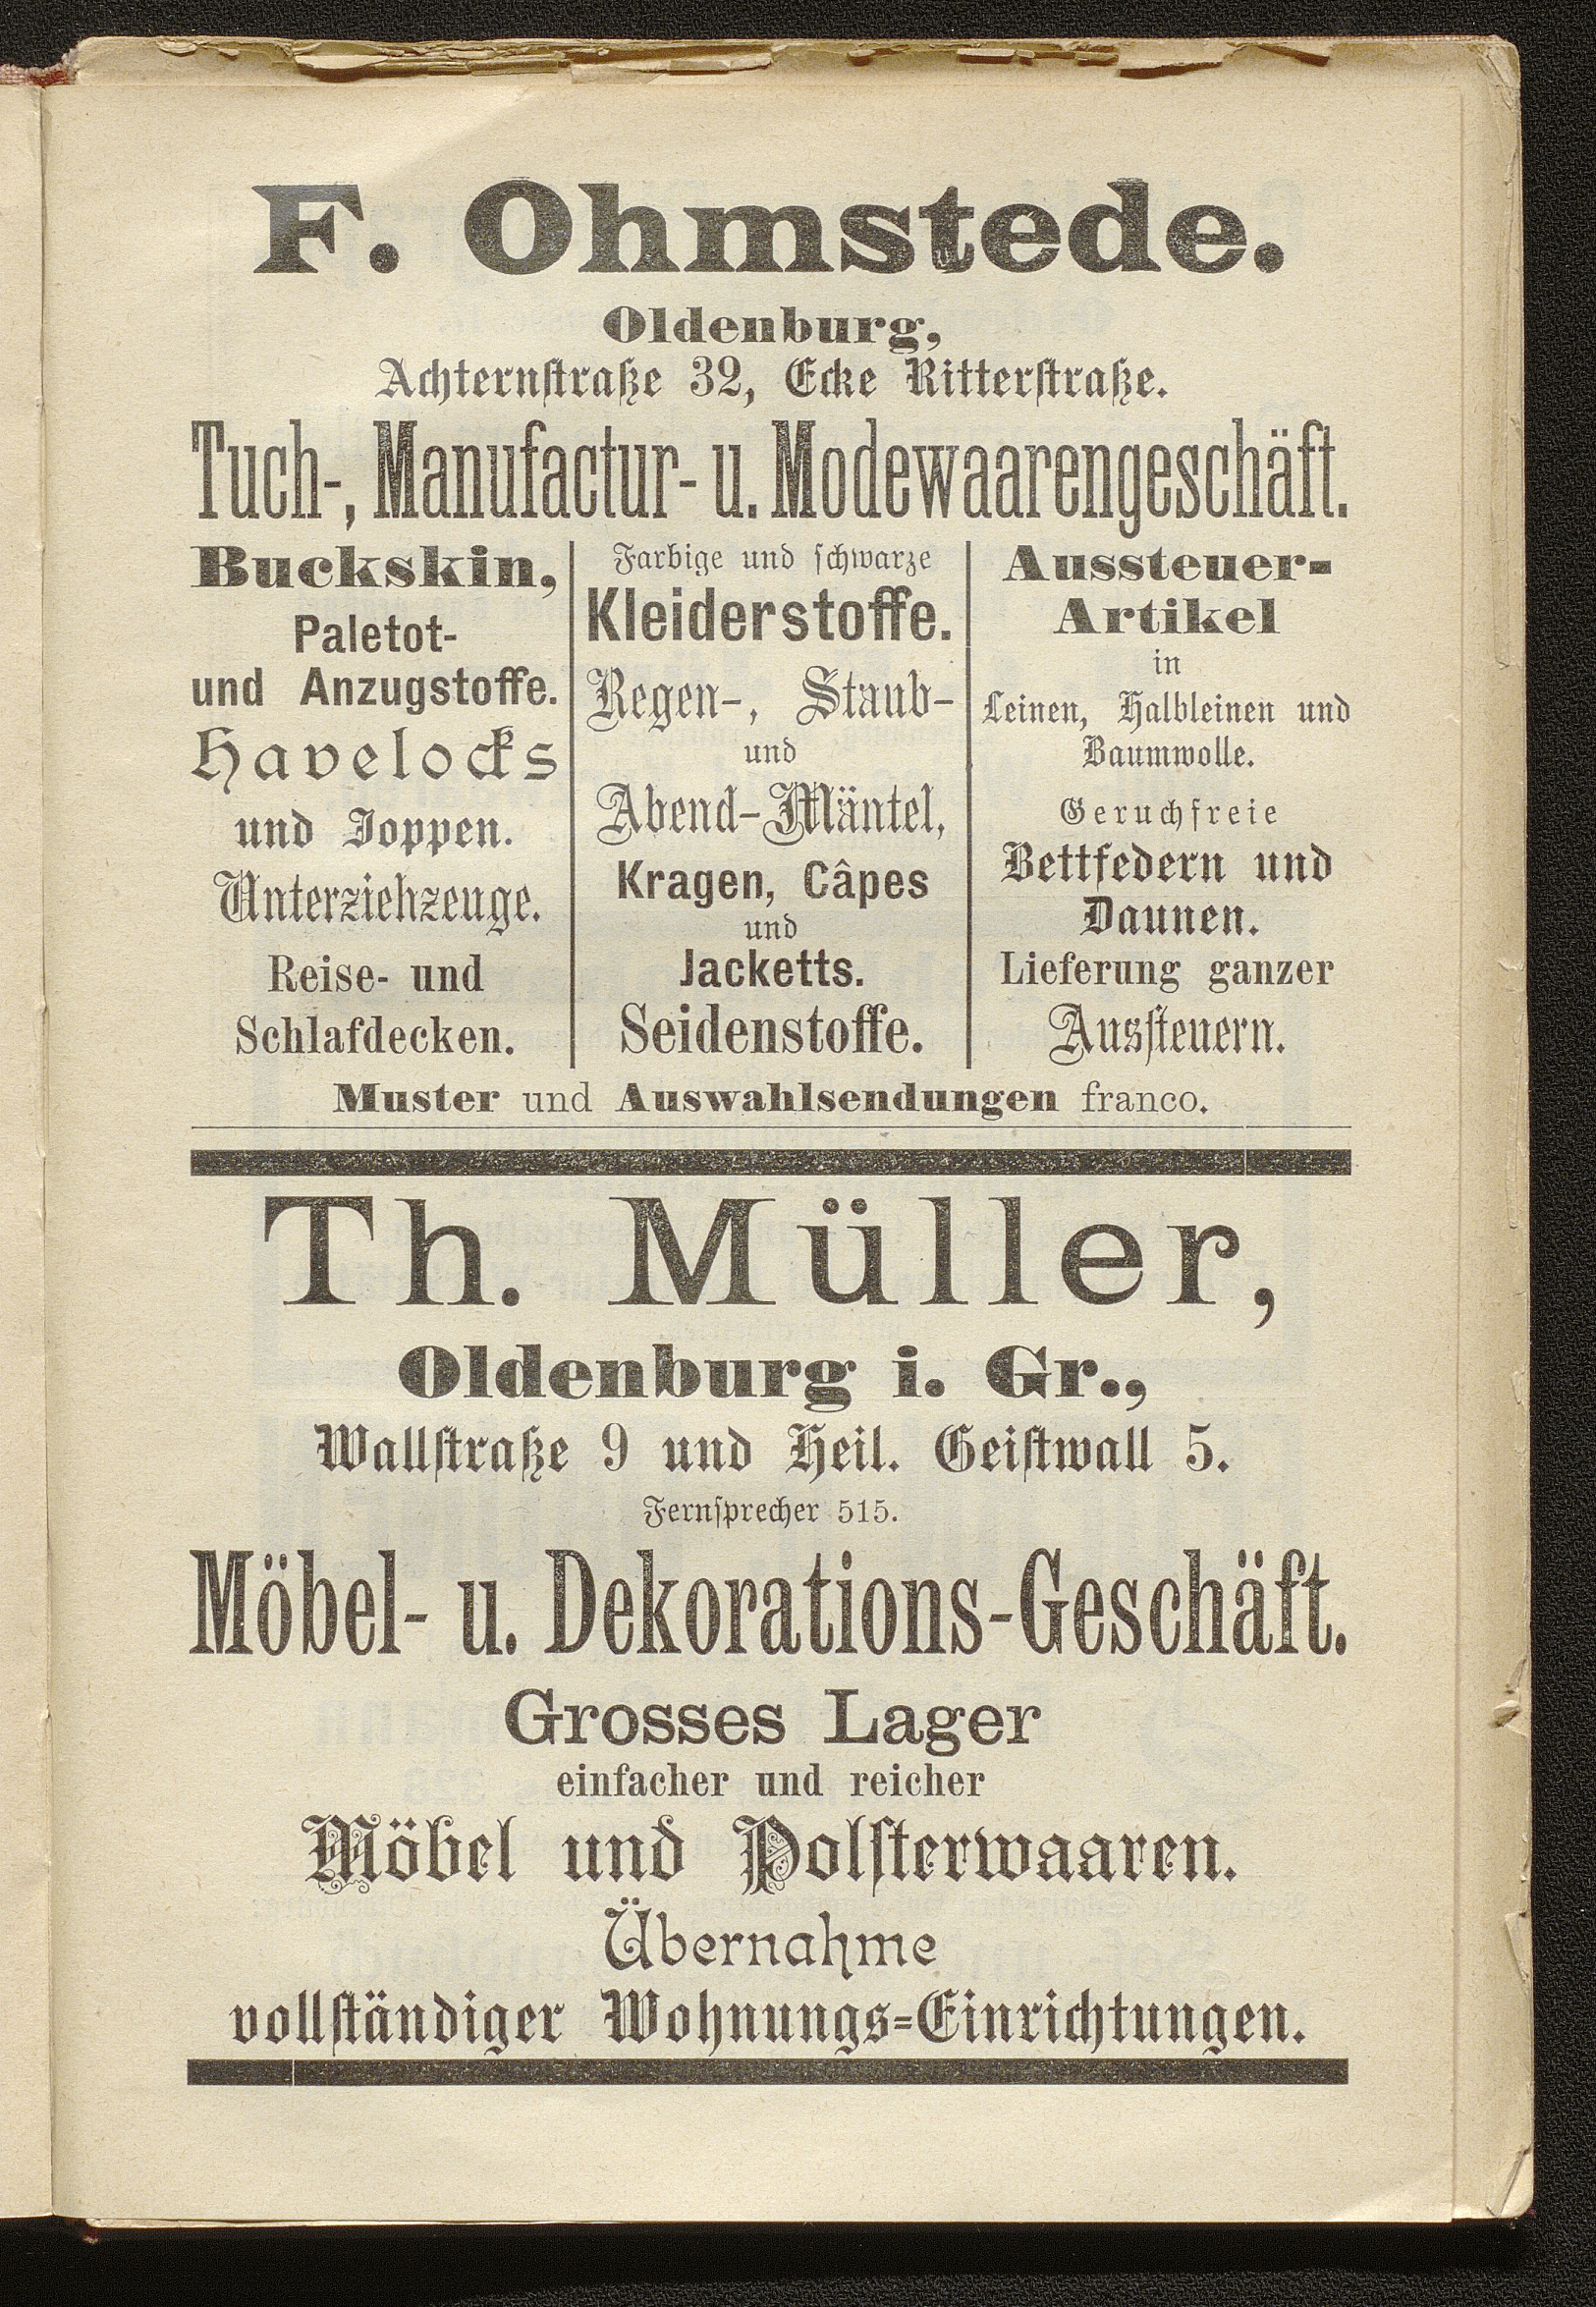 F. Ohmstede.
Oldenburg,
Achternstraße 32, Ecke Ritterstraße.
Tuch-, Manufactur- u. Modewaarengeschäft.
Buckskin,
Paletot-
und Anzugstoffe.
Havelocks
und Joppen.
Unterziehzeuge.
Reise- und
Schlafdecken.
Farbige und schwarze
Kleiderstoffe.
Regen-, Staub-
und
Abend-Mäntel,
Kragen, Câpes
und
Jacketts.
Seidenstoffe.
Aussteuer-
Artikel
in
Leinen, Halbleinen und
Baumwolle.
Geruchfreie
Bettfedern und
Daunen.
Lieferung ganzer
Aussteuern.
Muster und Auswahlsendungen franco.
Th. Müller,
Oldenburg i. Gr.,
Wallstraße 9 und Heil. Geistwall 5.
Fernsprecher 515.
Möbel- u. Dekorations-Geschäft.
Grosses Lager
einfacher und reicher
Möbel und Polsterwaaren.
Übernahme
vollständiger Wohnungs-Einrichtungen.